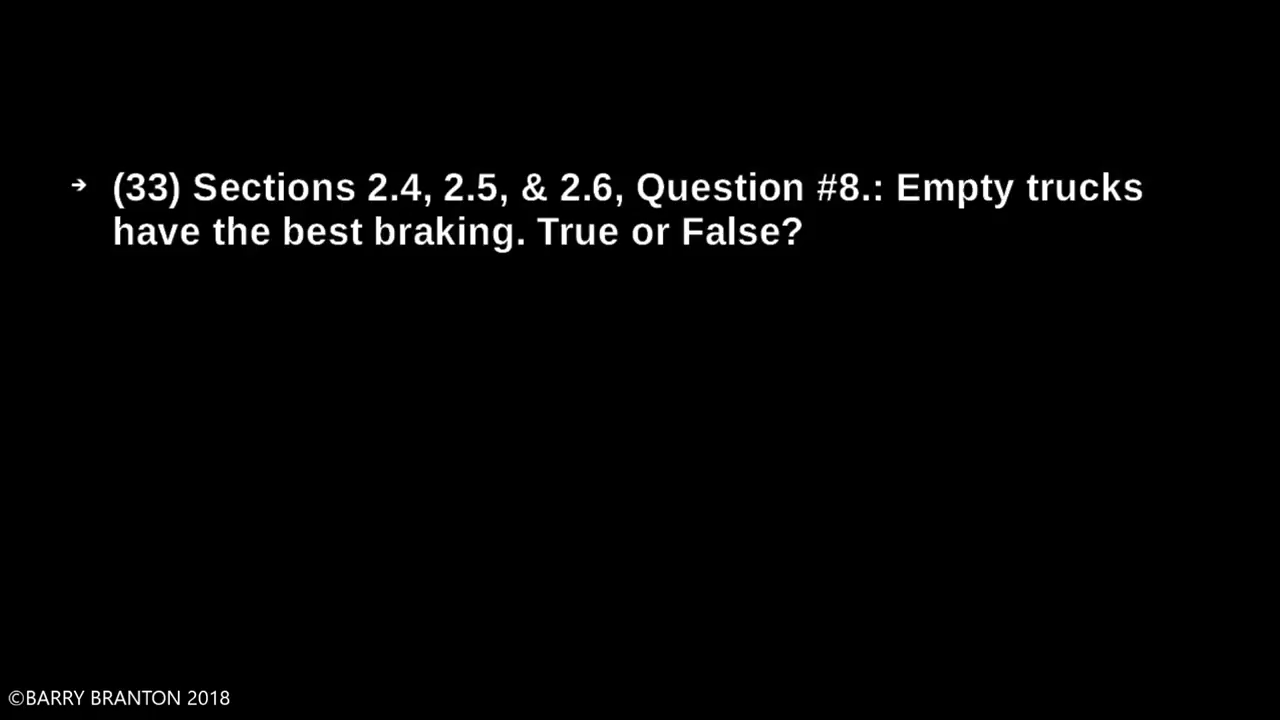 ➔ (33) Sections 2.4, 2.5, & 2.6, Question #8.: Empty trucks
have the best braking. True or False?
©BARRY BRANTON 2018